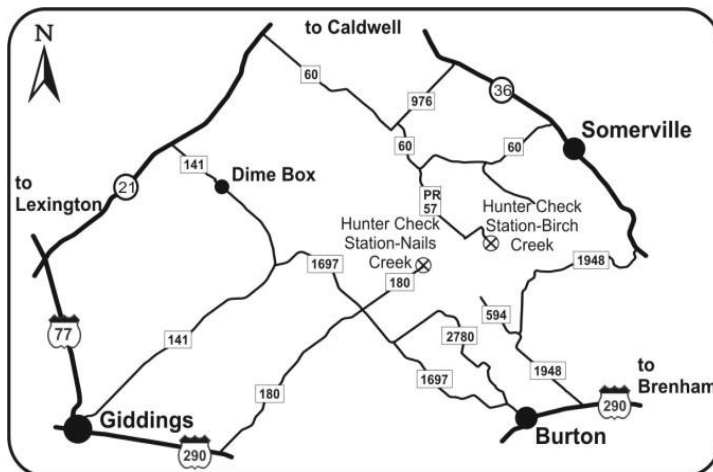 N
to Caldwell
60
976
36
Somerville
141
60
60
Dime Box
to
Lexington
21
PR
57
Hunter Check
Station-Birch
Creek
Hunter Check
Station-Nails
Creek
1697
180
1948
77
141
594
2780
180
1697
1948
to
Brenham
290
Giddings
290
Burton